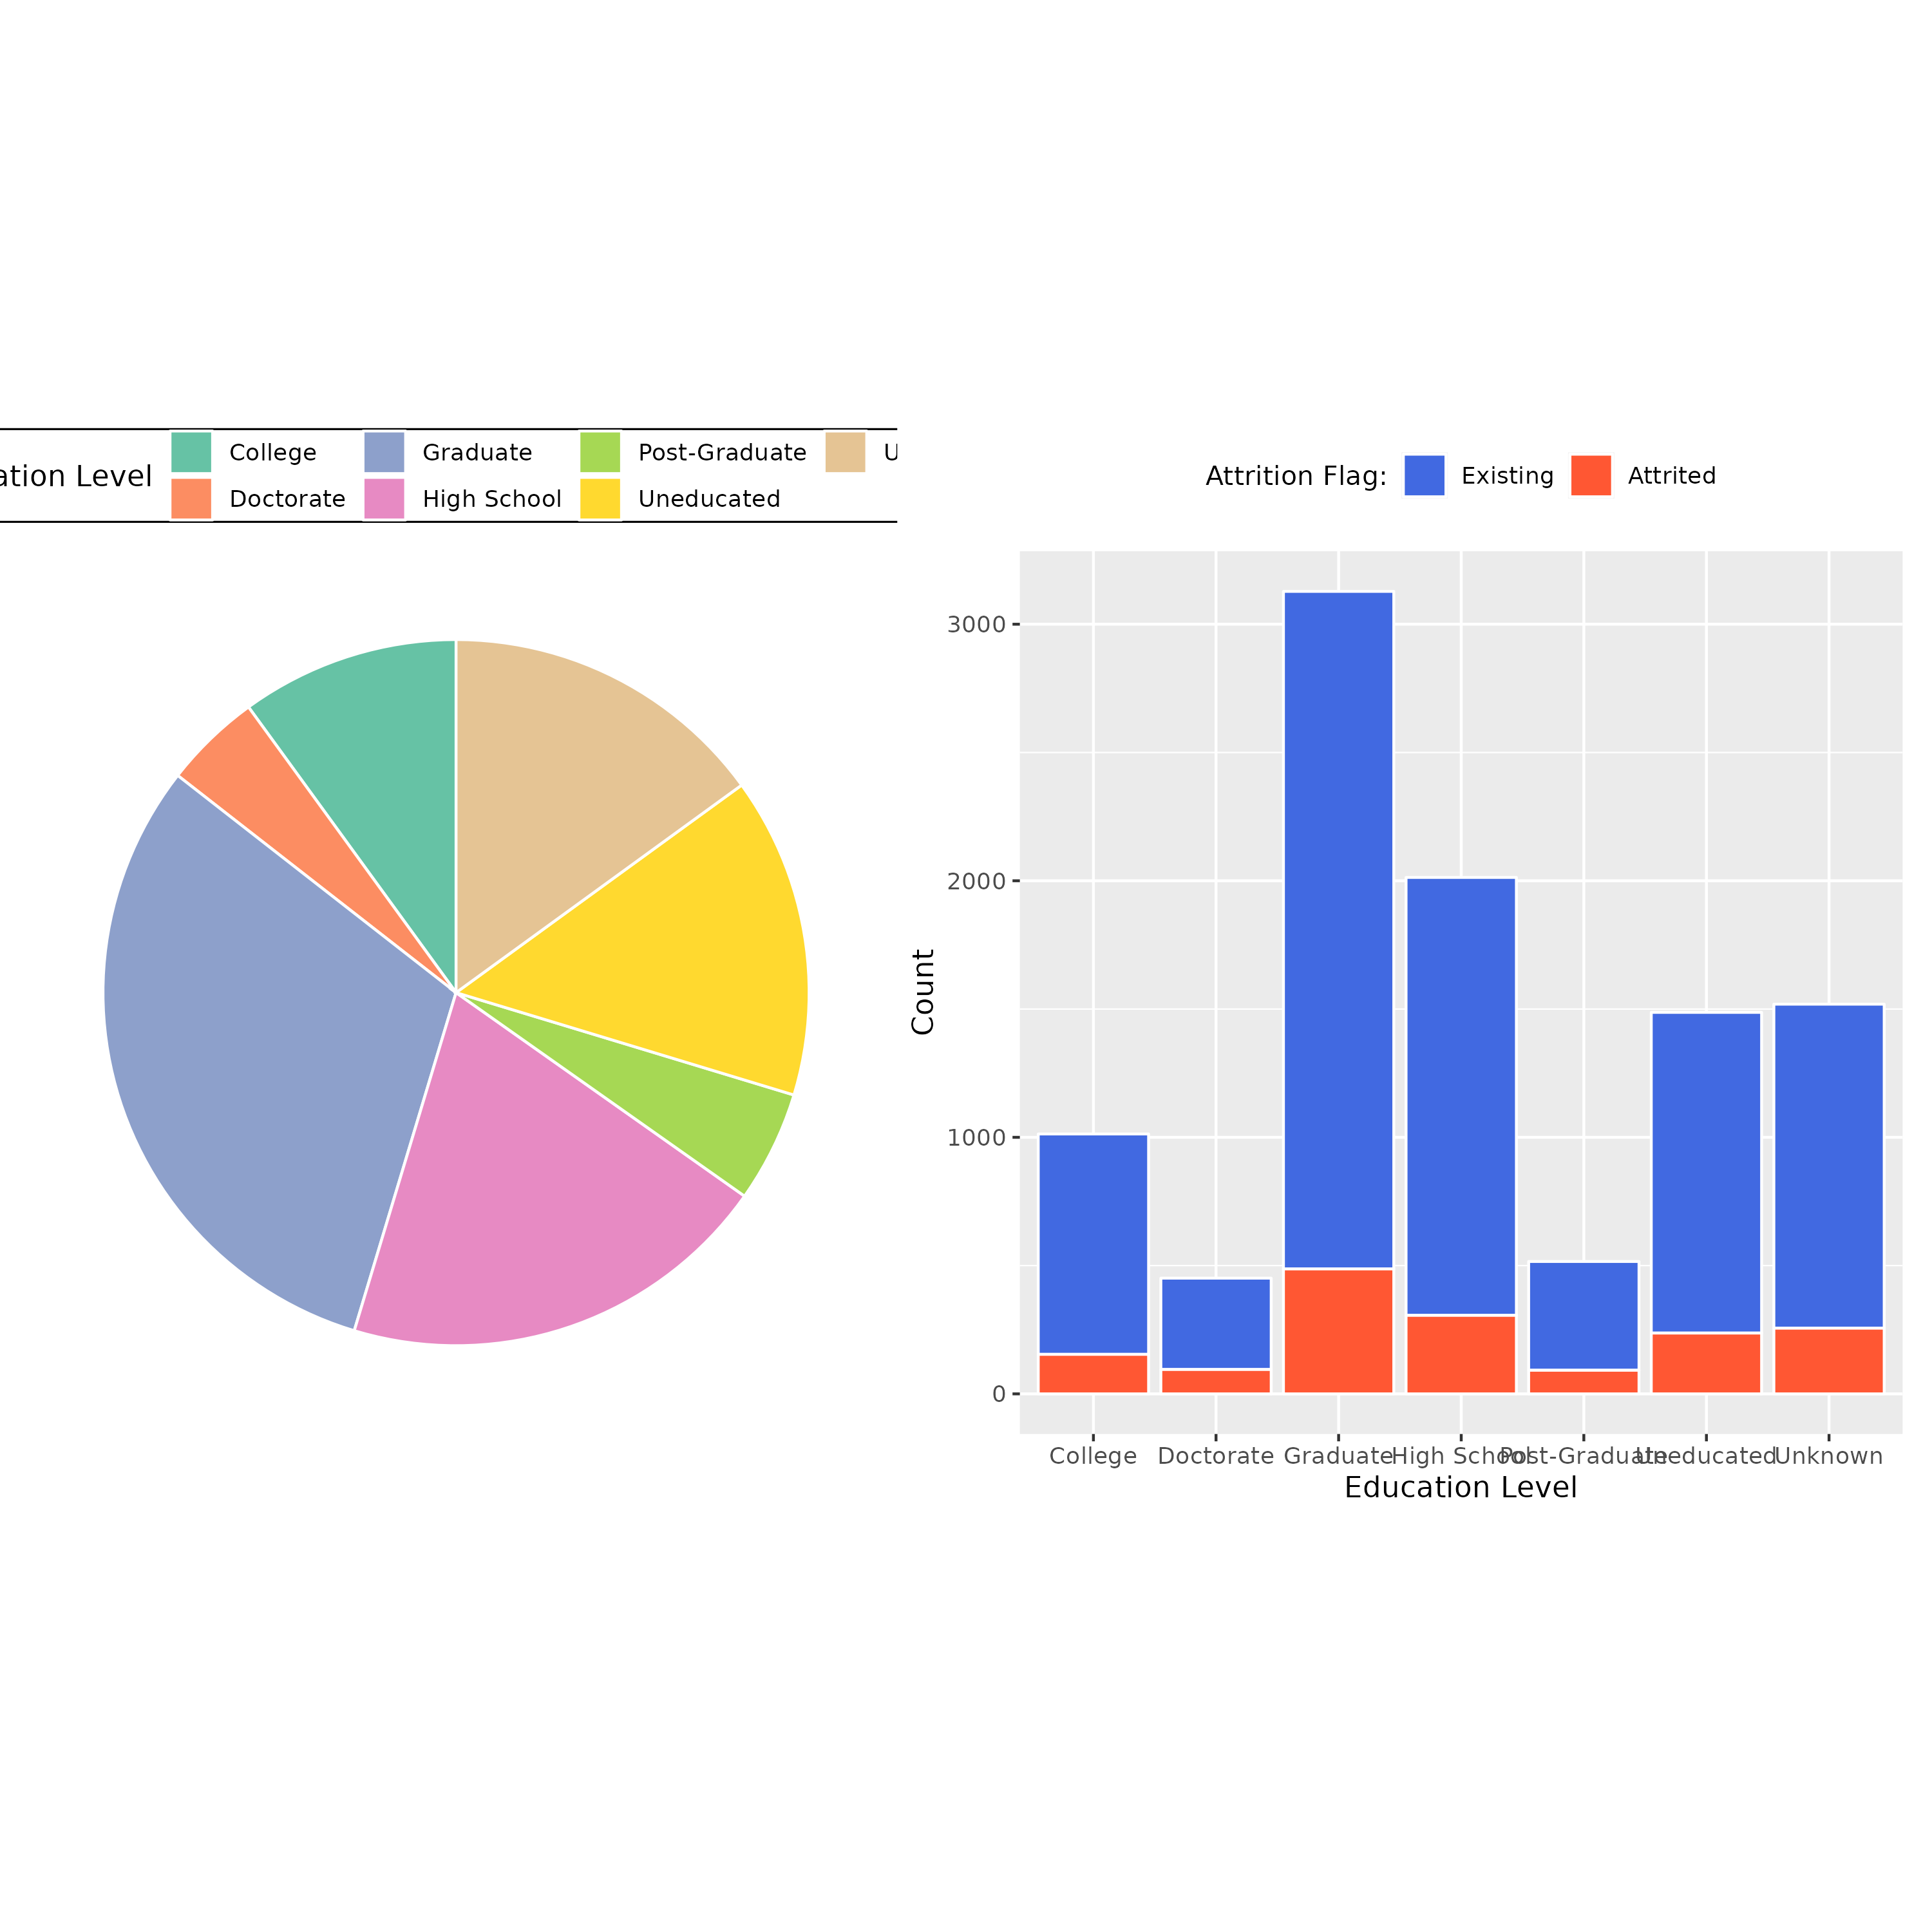 ation Level
College
Graduate
Post-Graduate
U
Doctorate
High School
Uneducated
Attrition Flag: Existing Attrited
3000
2000
1000
0
Count
College Doctorate Graduate High School Post-Graduate Uneducated Unknown
Education Level